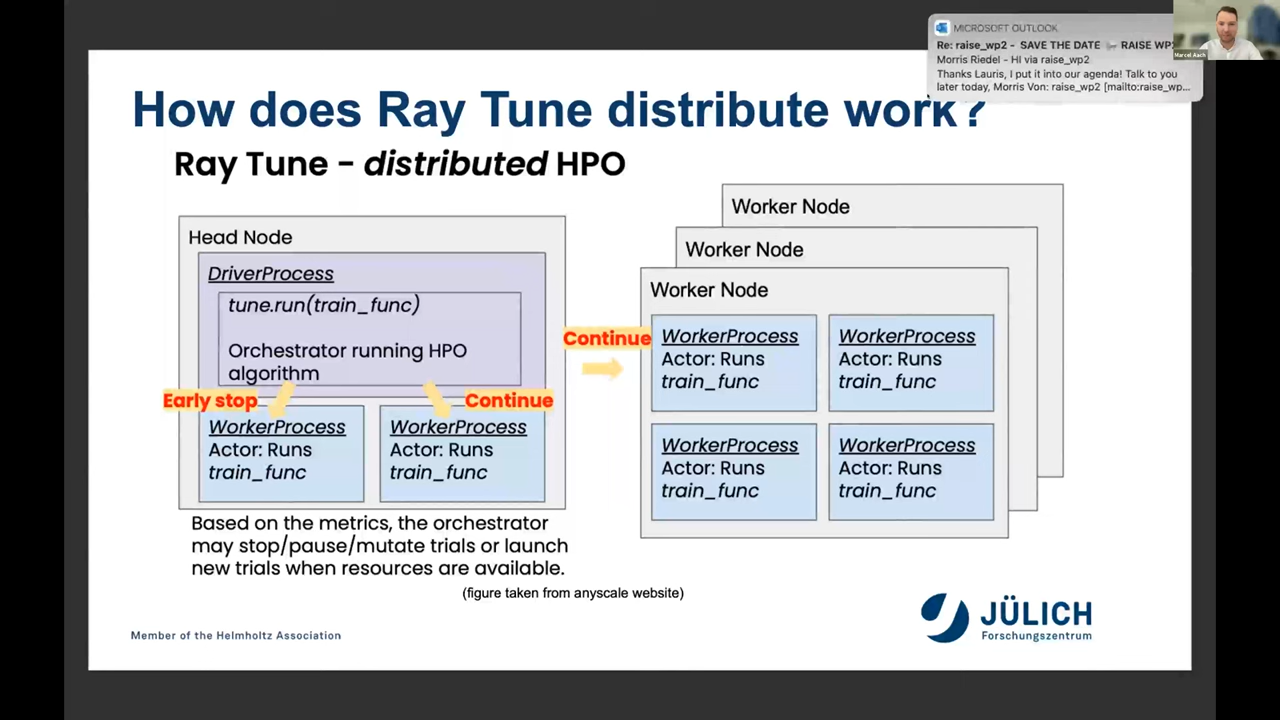 MICROSOFT OUTLOOK
Re: raise_wp2 - SAVE THE DATE RAISE WP2
Morris Riedel - HI via raise_wp2
Thanks Lauris, I put it into our agenda! Talk to you
later today, Morris Von: raise_wp2 [mailto:raise_wp...
Marcel Aach
How does Ray Tune distribute work?
Ray Tune - distributed HPO
Head Node
DriverProcess
tune.run(train_func)
Orchestrator running HPO
algorithm
Early stop
Continue
WorkerProcess
Actor: Runs
train_func
WorkerProcess
Actor: Runs
train_func
Based on the metrics, the orchestrator
may stop/pause/mutate trials or launch
new trials when resources are available.
Continue
Worker Node
Worker Node
Worker Node
WorkerProcess
Actor: Runs
train_func
WorkerProcess
Actor: Runs
train_func
WorkerProcess
Actor: Runs
train_func
WorkerProcess
Actor: Runs
train_func
(figure taken from anyscale website)
Member of the Helmholtz Association
JÜLICH
Forschungszentrum